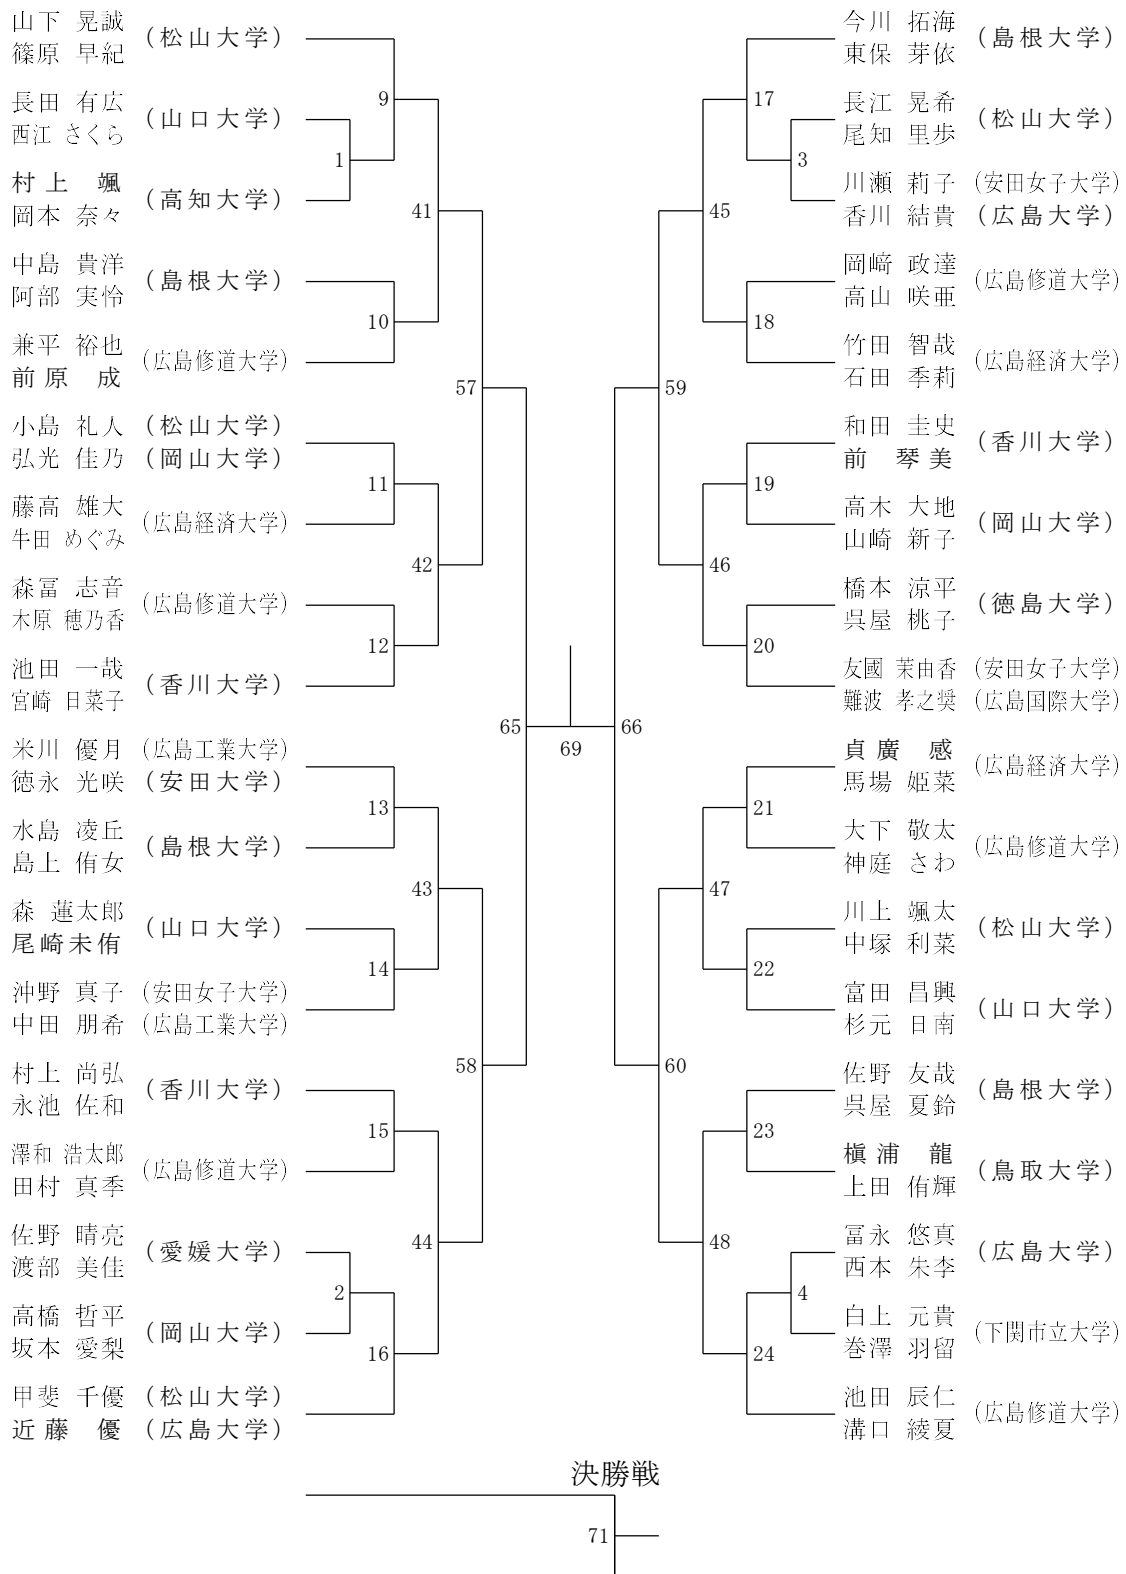 山下 晃誠 (松山大学)
篠原 早紀
長田 有広 (山口大学)
西江 さくら
村上 颯 (高知大学)
岡本 奈々
中島 貴洋 (島根大学)
阿部 実怜
兼平 裕也 (広島修道大学)
前原 成
小島 礼人 (松山大学)
弘光 佳乃 (岡山大学)
藤高 雄大 (広島経済大学)
牛田 めぐみ
森冨 志音 (広島修道大学)
木原 穂乃香
池田 一哉 (香川大学)
宮崎 日菜子
米川 優月 (広島工業大学)
徳永 光咲 (安田大学)
水島 凌丘 (島根大学)
島上 侑女
森 蓮太郎 (山口大学)
尾崎未侑
沖野 真子 (安田女子大学)
中田 朋希 (広島工業大学)
村上 尚弘 (香川大学)
永池 佐和
澤和 浩太郎 (広島修道大学)
田村 真季
佐野 晴亮 (愛媛大学)
渡部 美佳
高橋 哲平 (岡山大学)
坂本 愛梨
甲斐 千優 (松山大学)
近藤 優 (広島大学)
1
2
9
10
11
12
13
14
15
16
41
42
43
44
57
58
65
69
66
59
60
45
46
47
48
17
18
19
20
21
22
23
24
3
4
今川 拓海 (島根大学)
東保 芽依
長江 晃希 (松山大学)
尾知 里歩
川瀬 莉子 (安田女子大学)
香川 結貴 (広島大学)
岡﨑 政達 (広島修道大学)
高山 咲亜
竹田 智哉 (広島経済大学)
石田 季莉
和田 圭史 (香川大学)
前 琴美
高木 大地 (岡山大学)
山崎 新子
橋本 涼平 (徳島大学)
呉屋 桃子
友國 茉由香 (安田女子大学)
難波 孝之奨 (広島国際大学)
貞廣 感 (広島経済大学)
馬場 姫菜
大下 敬太 (広島修道大学)
神庭 さわ
川上 颯太 (松山大学)
中塚 利菜
富田 昌興 (山口大学)
杉元 日南
佐野 友哉 (島根大学)
呉屋 夏鈴
槇浦 龍 (鳥取大学)
上田 侑輝
冨永 悠真 (広島大学)
西本 朱李
白上 元貴 (下関市立大学)
巻澤 羽留
池田 辰仁 (広島修道大学)
溝口 綾夏
決勝戦
71